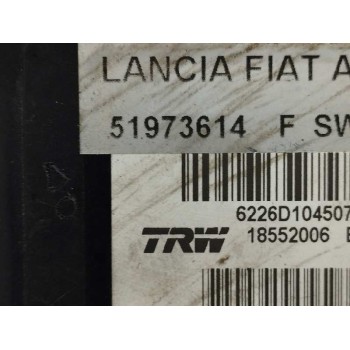 LANCIA FIAT A
51973614 F SW
6226D104507
TRW 18552006